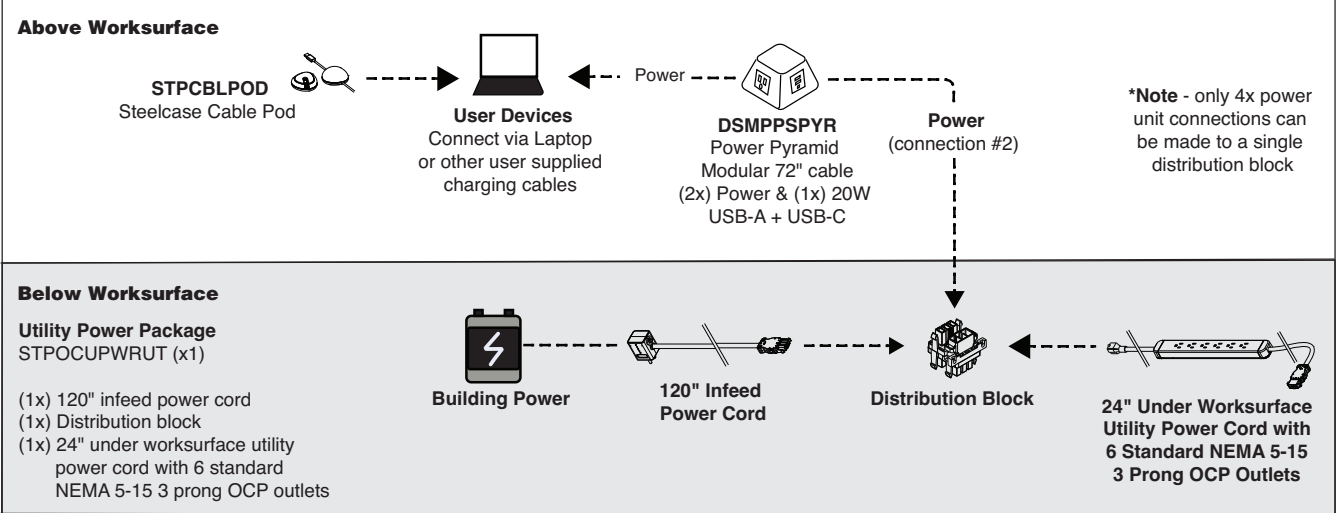 Above Worksurface
STPCBLPOD
Steelcase Cable Pod
User Devices
Connect via Laptop
or other user supplied
charging cables
Power
DSMPPSPYR
Power Pyramid
Modular 72" cable
(2x) Power & (1x) 20W
USB-A + USB-C
Power
(connection #2)
*Note - only 4x power
unit connections can
be made to a single
distribution block
Below Worksurface
Utility Power Package
STPOCUPWRUT (x1)
(1x) 120" infeed power cord
(1x) Distribution block
(1x) 24" under worksurface utility
power cord with 6 standard
NEMA 5-15 3 prong OCP outlets
Building Power
120" Infeed
Power Cord
Distribution Block
24" Under Worksurface
Utility Power Cord with
6 Standard NEMA 5-15
3 Prong OCP Outlets